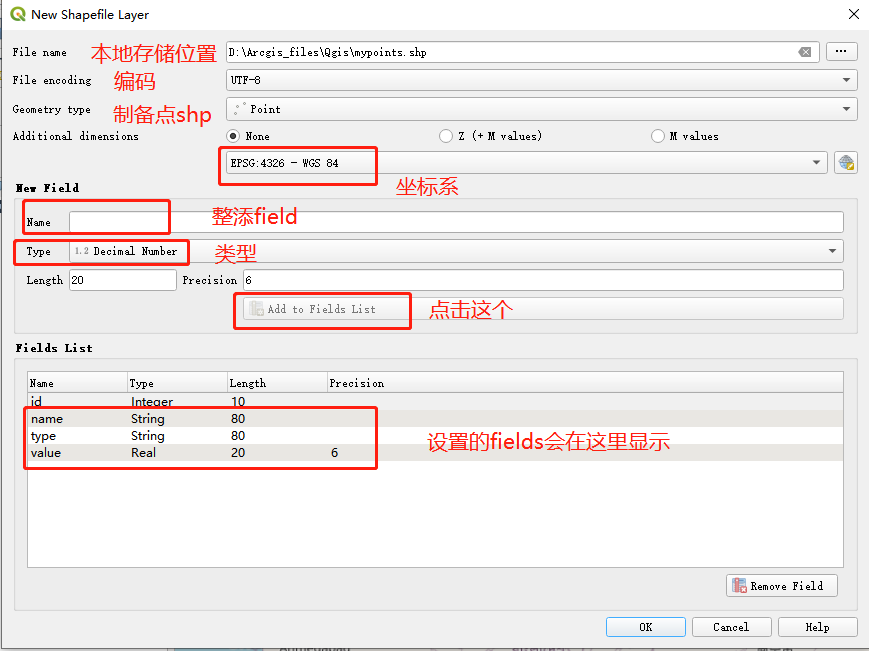 New Shapefile Layer
File name 本地存储位置 D:\Arcgis_files\Qgis\mypoints.shp ...
File encoding 编码 UTF-8
Geometry type 制备点shp Point
Additional dimensions None Z (+ M values) M values
EPSG:4326 - WGS 84
坐标系
New Field
Name 整添field
Type 1.2 Decimal Number 类型
Length 20 Precision 6
Add to Fields List 点击这个
Fields List
Name Type Length Precision
id Integer 10
name String 80
type String 80
value Real 20 6
设置的fields会在这里显示
Remove Field
OK Cancel Help